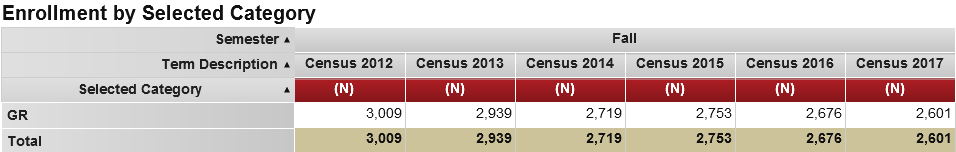 Enrollment by Selected Category
Semester ▲ Fall
Term Description ▲ Census 2012 Census 2013 Census 2014 Census 2015 Census 2016 Census 2017
Selected Category ▲ (N) (N) (N) (N) (N) (N)
GR 3,009 2,939 2,719 2,753 2,676 2,601
Total 3,009 2,939 2,719 2,753 2,676 2,601